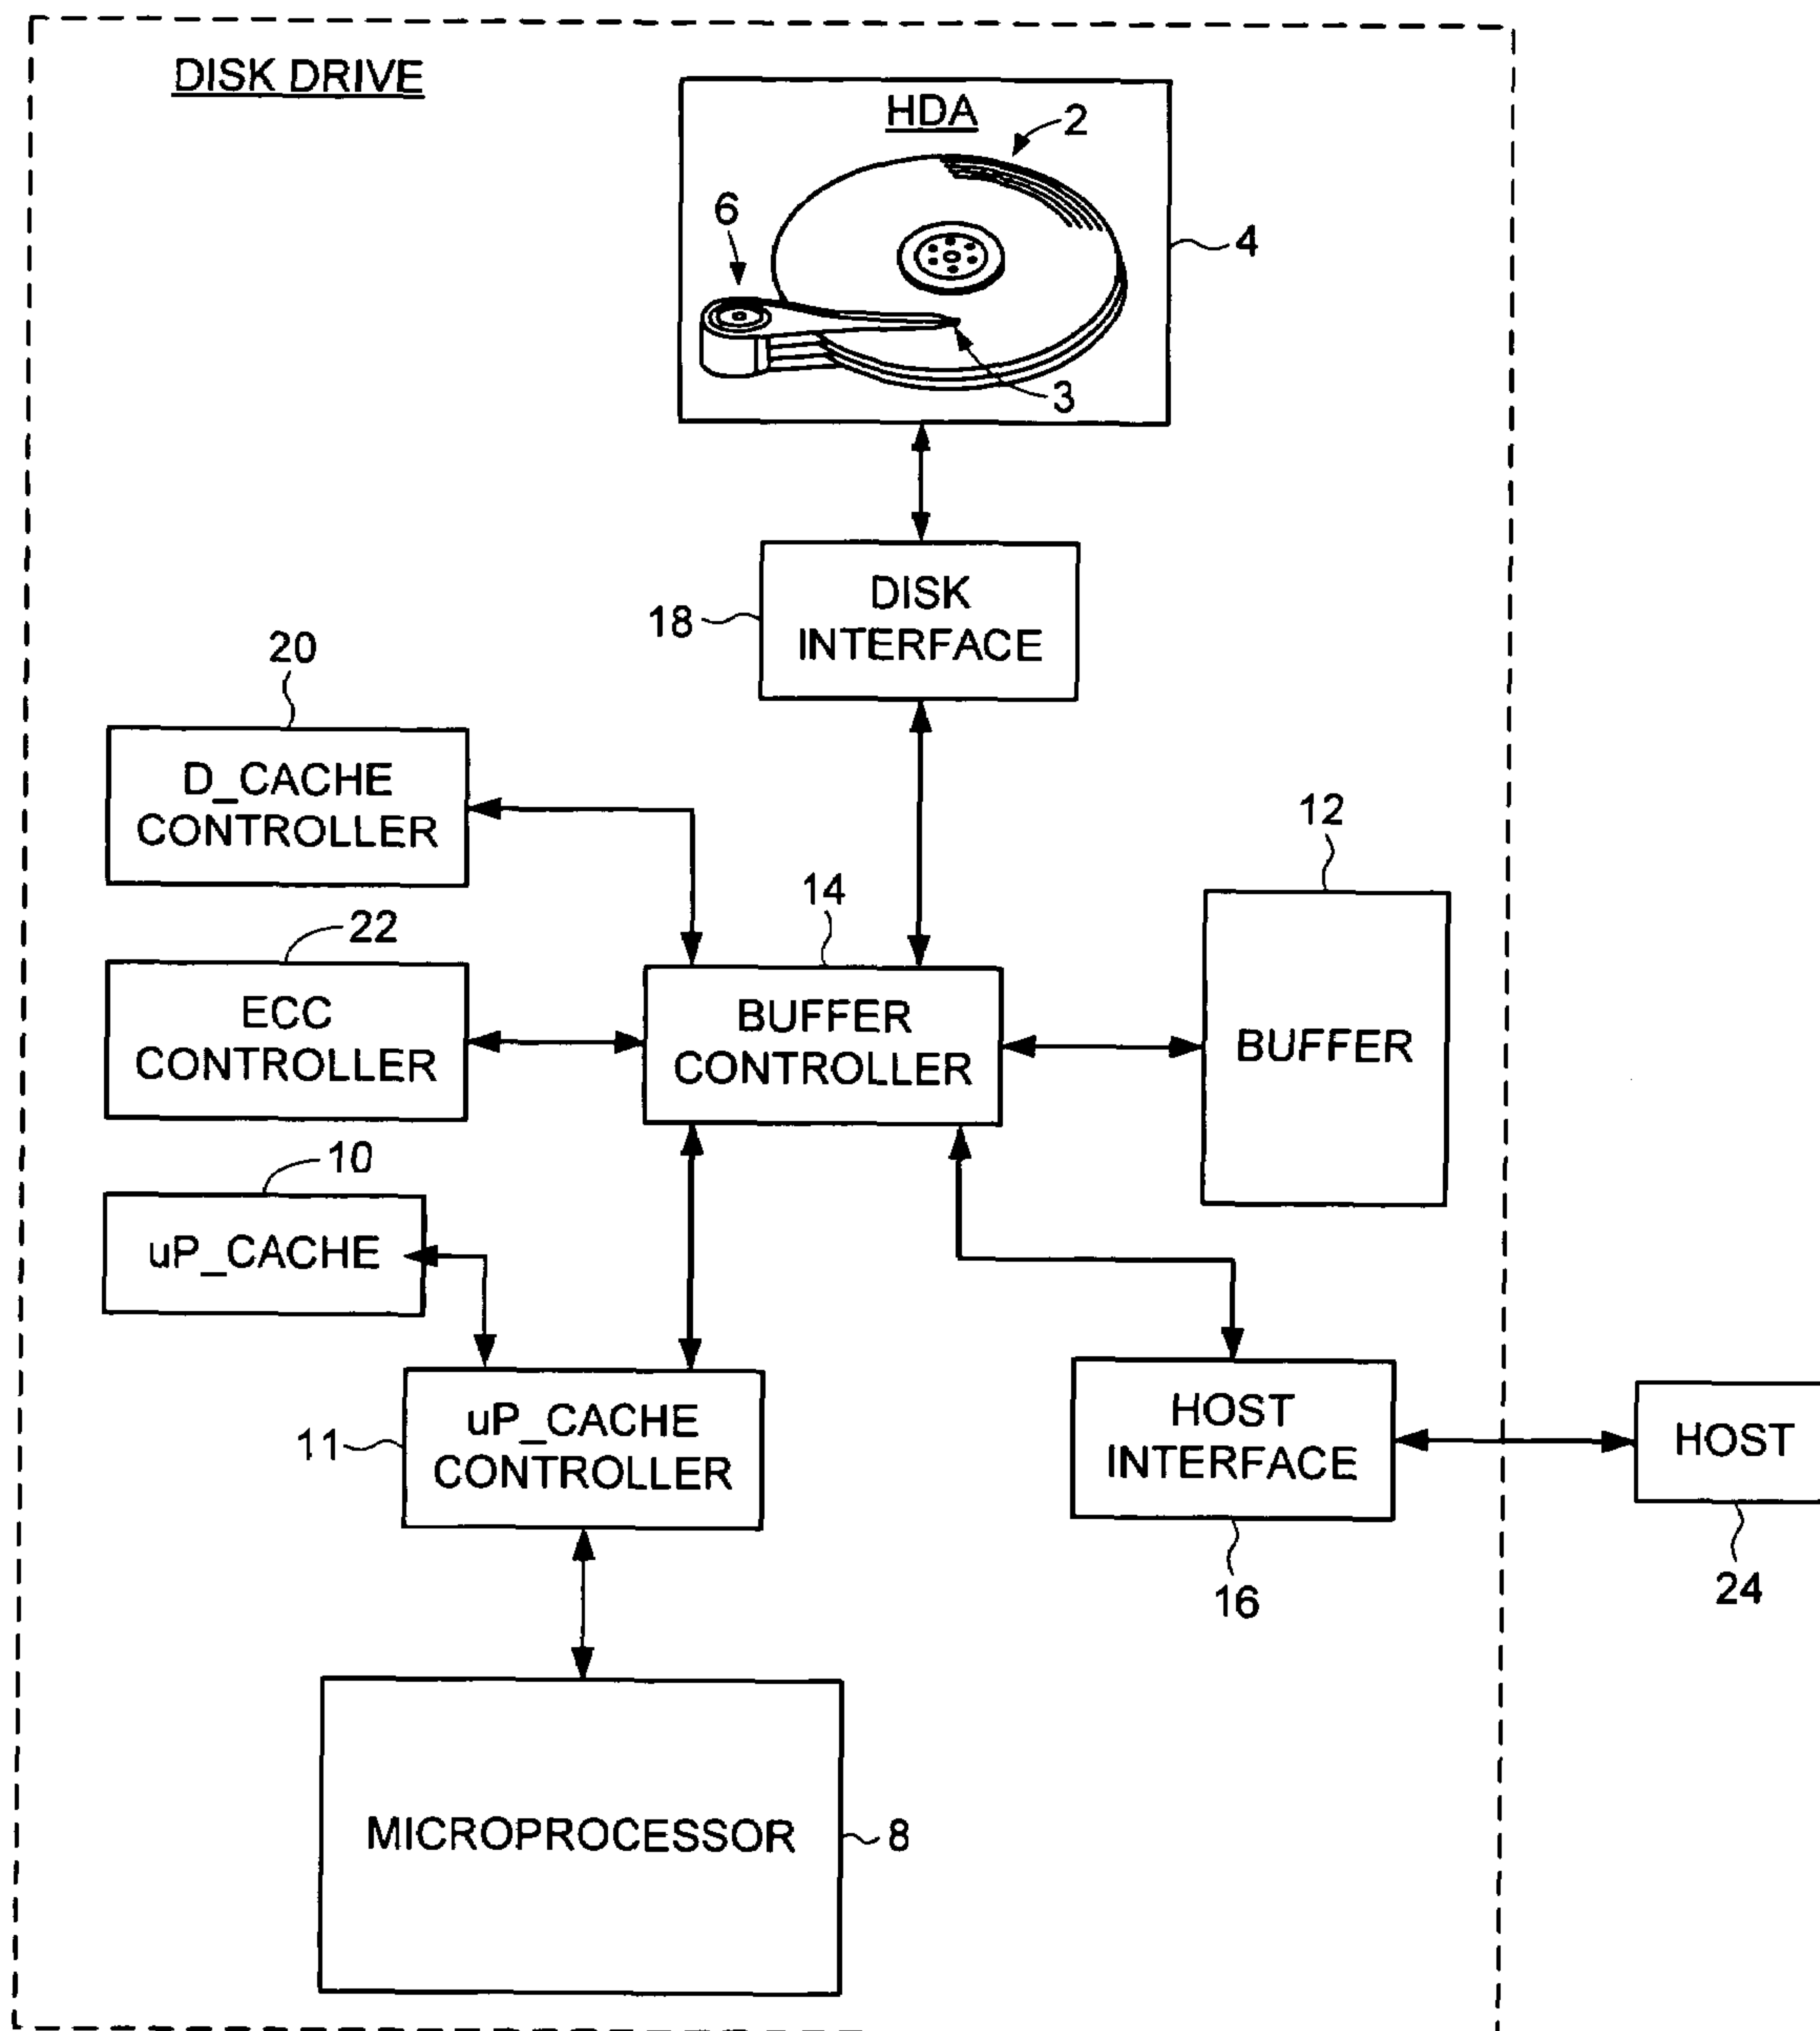 DISK DRIVE
HDA
2
6
4
3
DISK
INTERFACE
18
20
D_CACHE
CONTROLLER
12
14
22
ECC
CONTROLLER
BUFFER
CONTROLLER
BUFFER
10
uP_CACHE
uP_CACHE
CONTROLLER
11
HOST
INTERFACE
HOST
16
24
MICROPROCESSOR
8